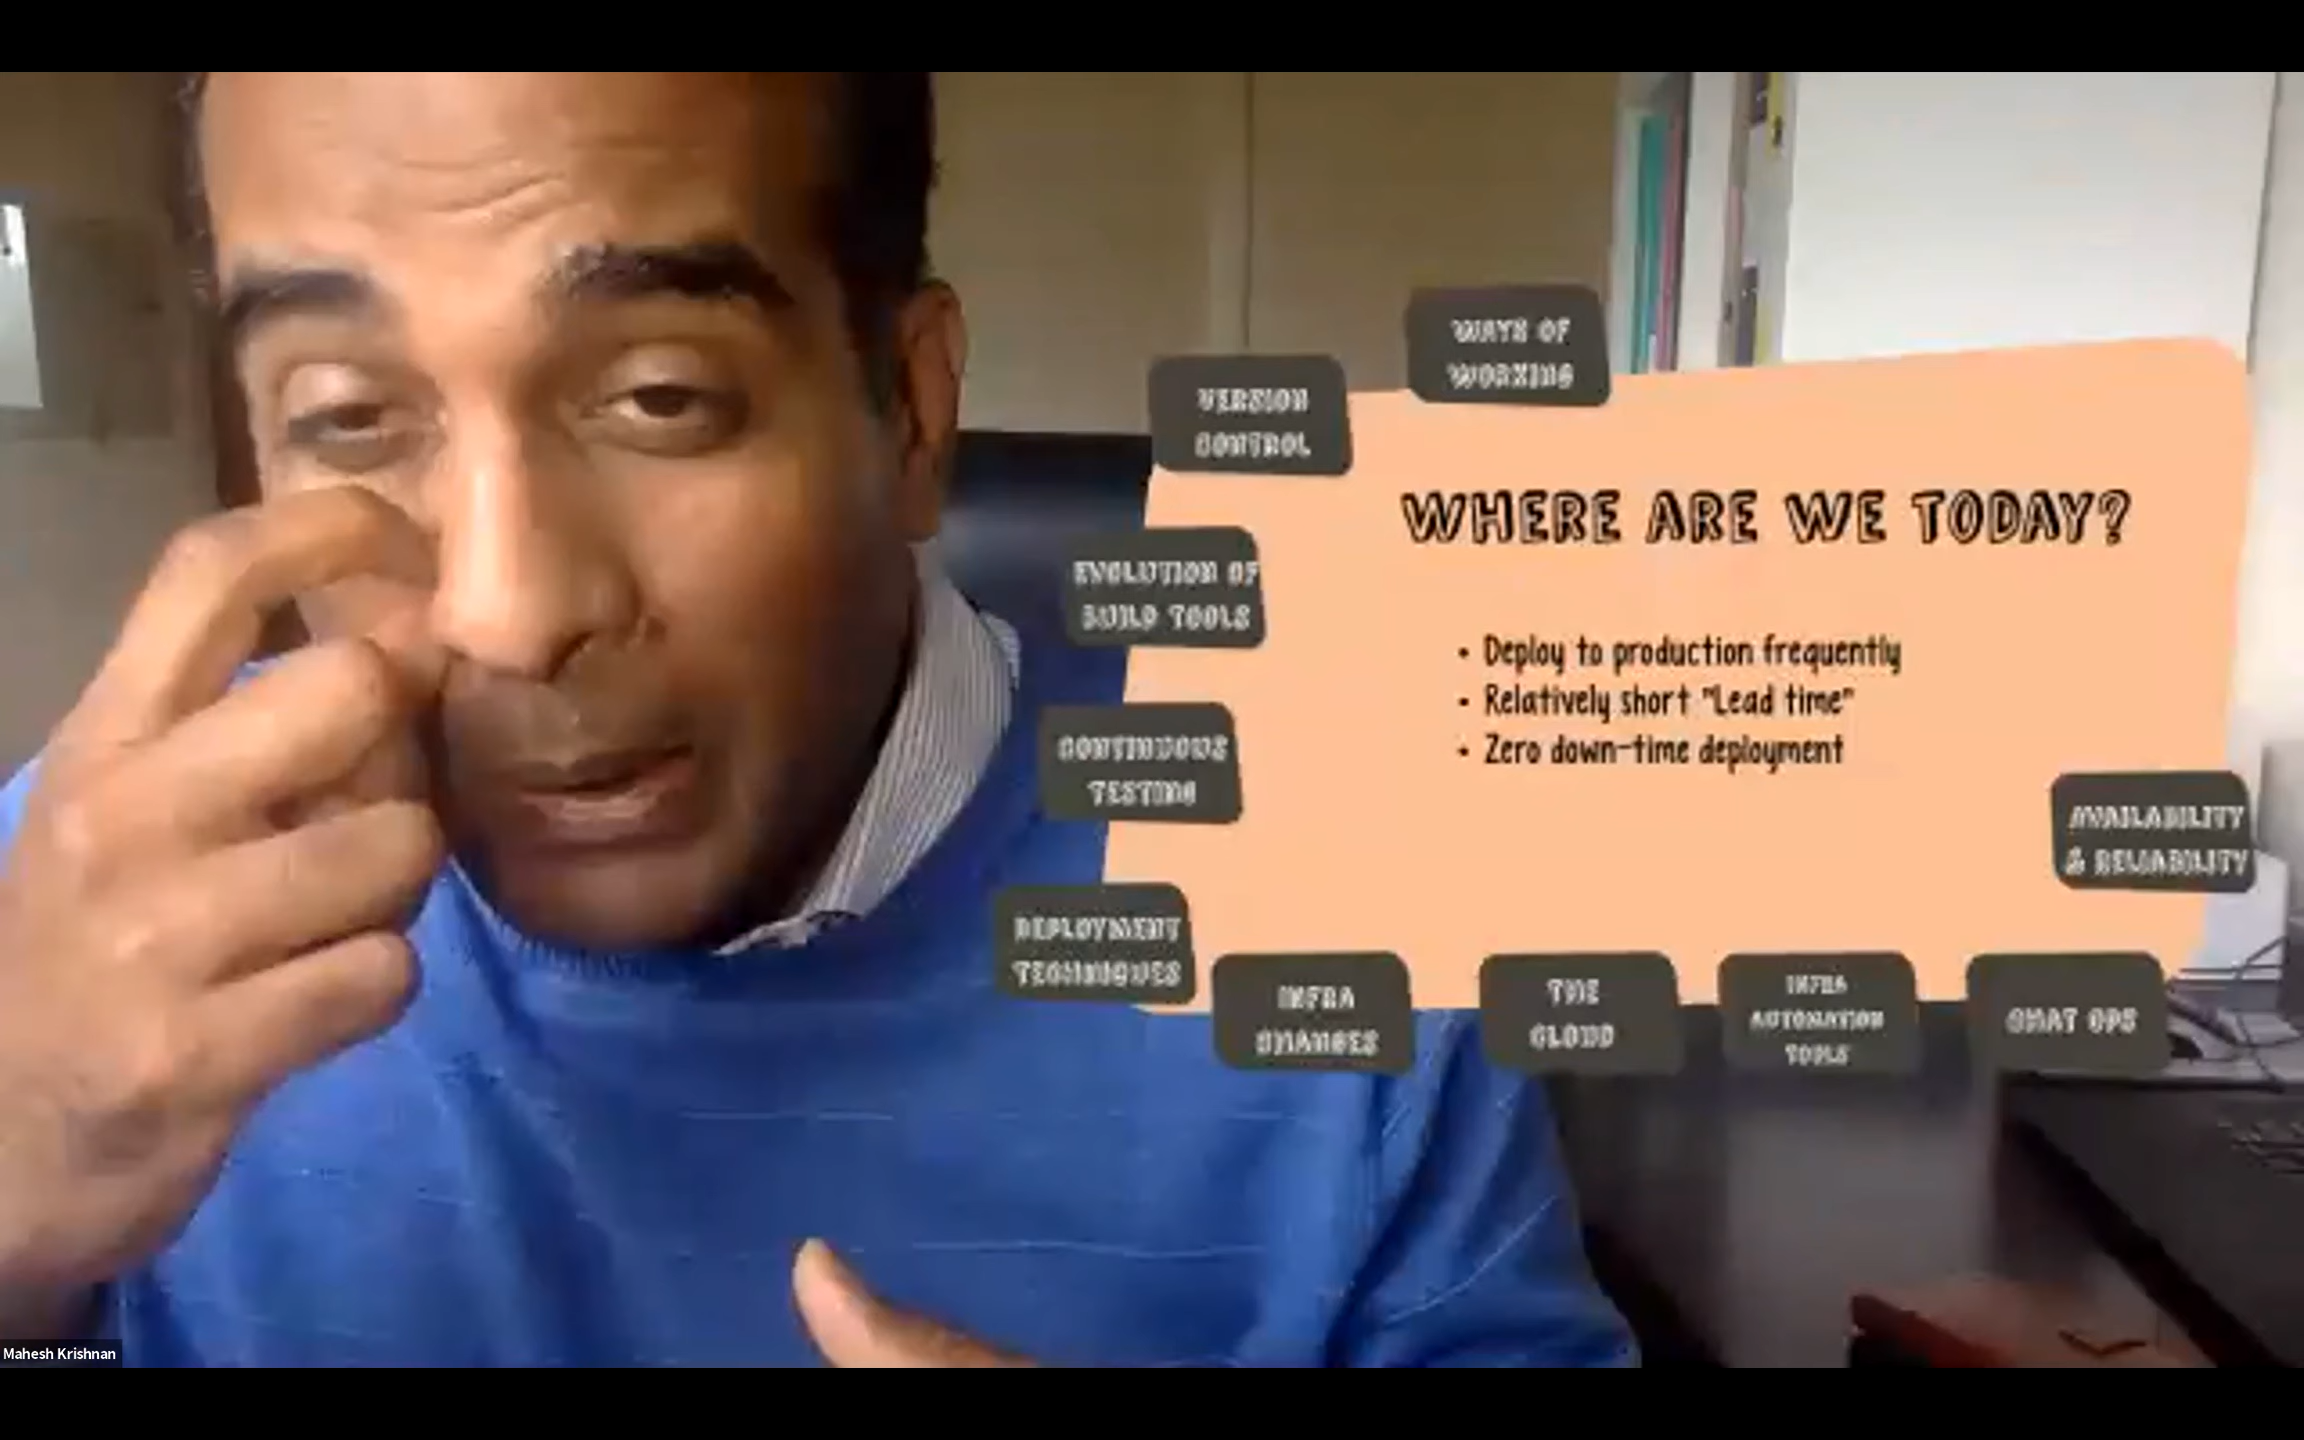 WAYS OF
WORKING
VERSION
CONTROL
WHERE ARE WE TODAY?
EVOLUTION OF
BUILD TOOLS
• Deploy to production frequently
• Relatively short "Lead time"
• Zero down-time deployment
CONTINUOUS
TESTING
AVAILABILITY
& RELIABILITY
DEPLOYMENT
TECHNIQUES
INFRA
CHANGES
THE
CLOUD
INFRA
AUTOMATION
TOOLS
CHAT OPS
Mahesh Krishnan